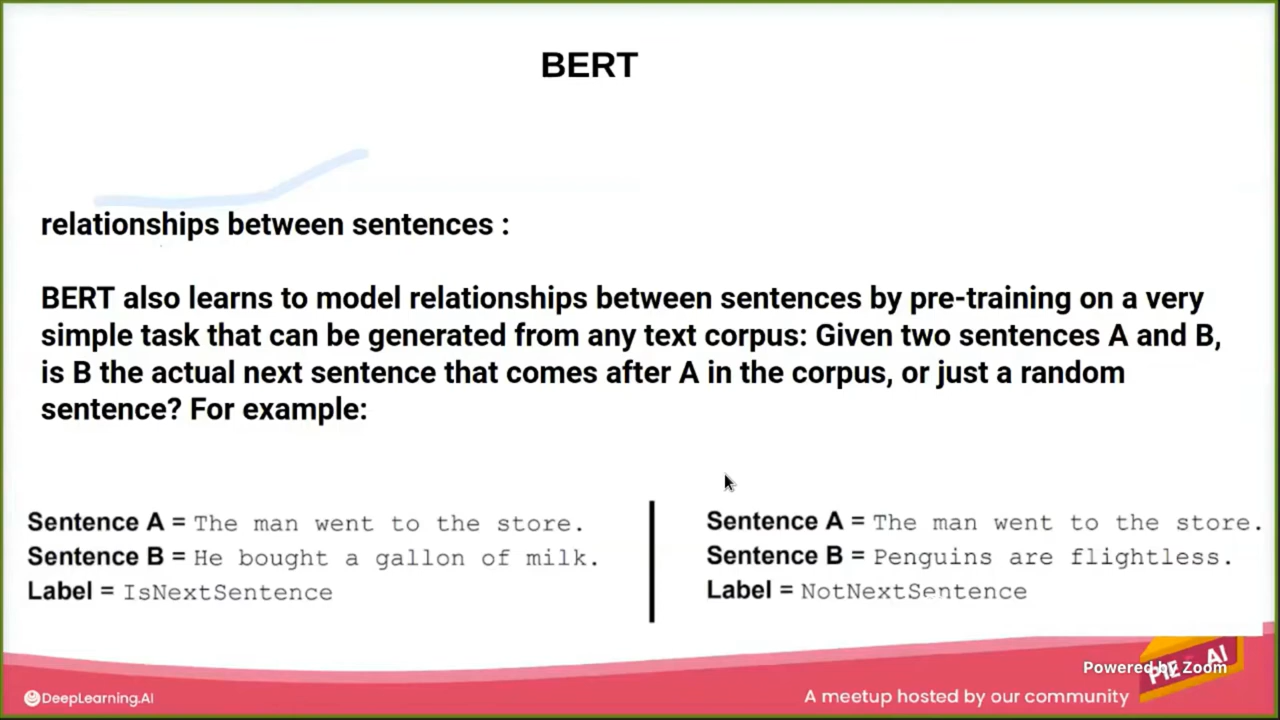 BERT
relationships between sentences :
BERT also learns to model relationships between sentences by pre-training on a very
simple task that can be generated from any text corpus: Given two sentences A and B,
is B the actual next sentence that comes after A in the corpus, or just a random
sentence? For example:
Sentence A = The man went to the store.
Sentence B = He bought a gallon of milk.
Label = IsNextSentence
Sentence A = The man went to the store.
Sentence B = Penguins are flightless.
Label = NotNextSentence
DeepLearning.AI
A meetup hosted by our community
Powered by Zoom
PIE AI